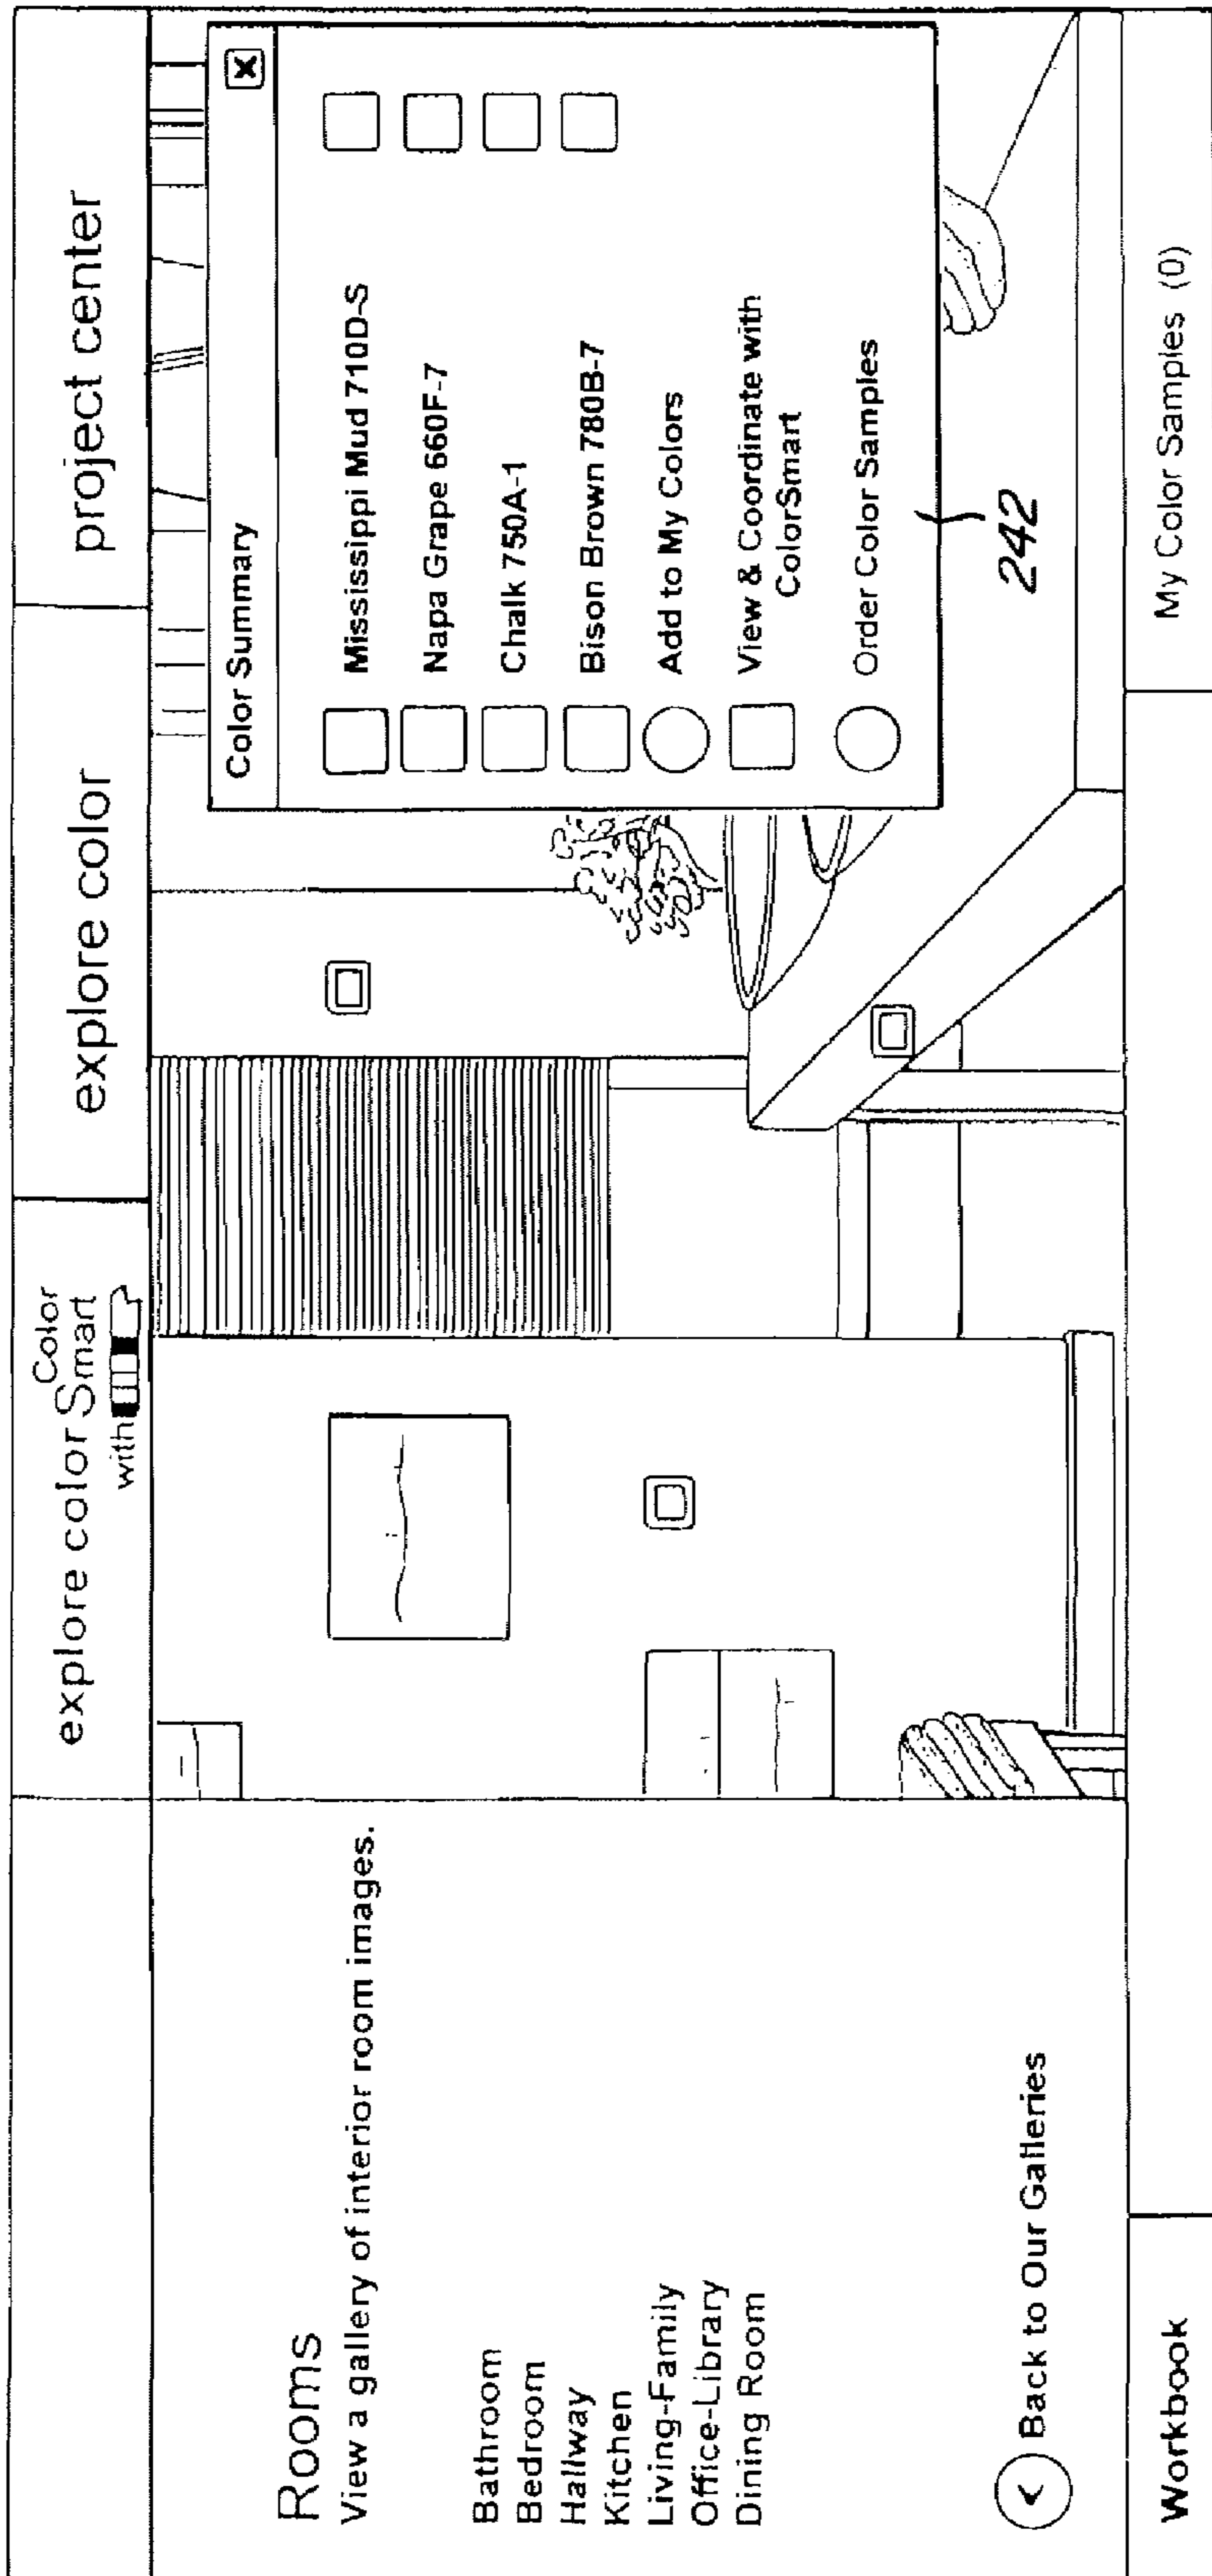 explore color
Color
Smart
with
explore color
project center
Rooms
View a gallery of interior room images.
Bathroom
Bedroom
Hallway
Kitchen
Living-Family
Office-Library
Dining Room
Back to Our Galleries
Color Summary
Mississippi Mud 710D-S
Napa Grape 660F-7
Chalk 750A-1
Bison Brown 780B-7
Add to My Colors
View & Coordinate with
ColorSmart
Order Color Samples
242
Workbook
My Color Samples (0)